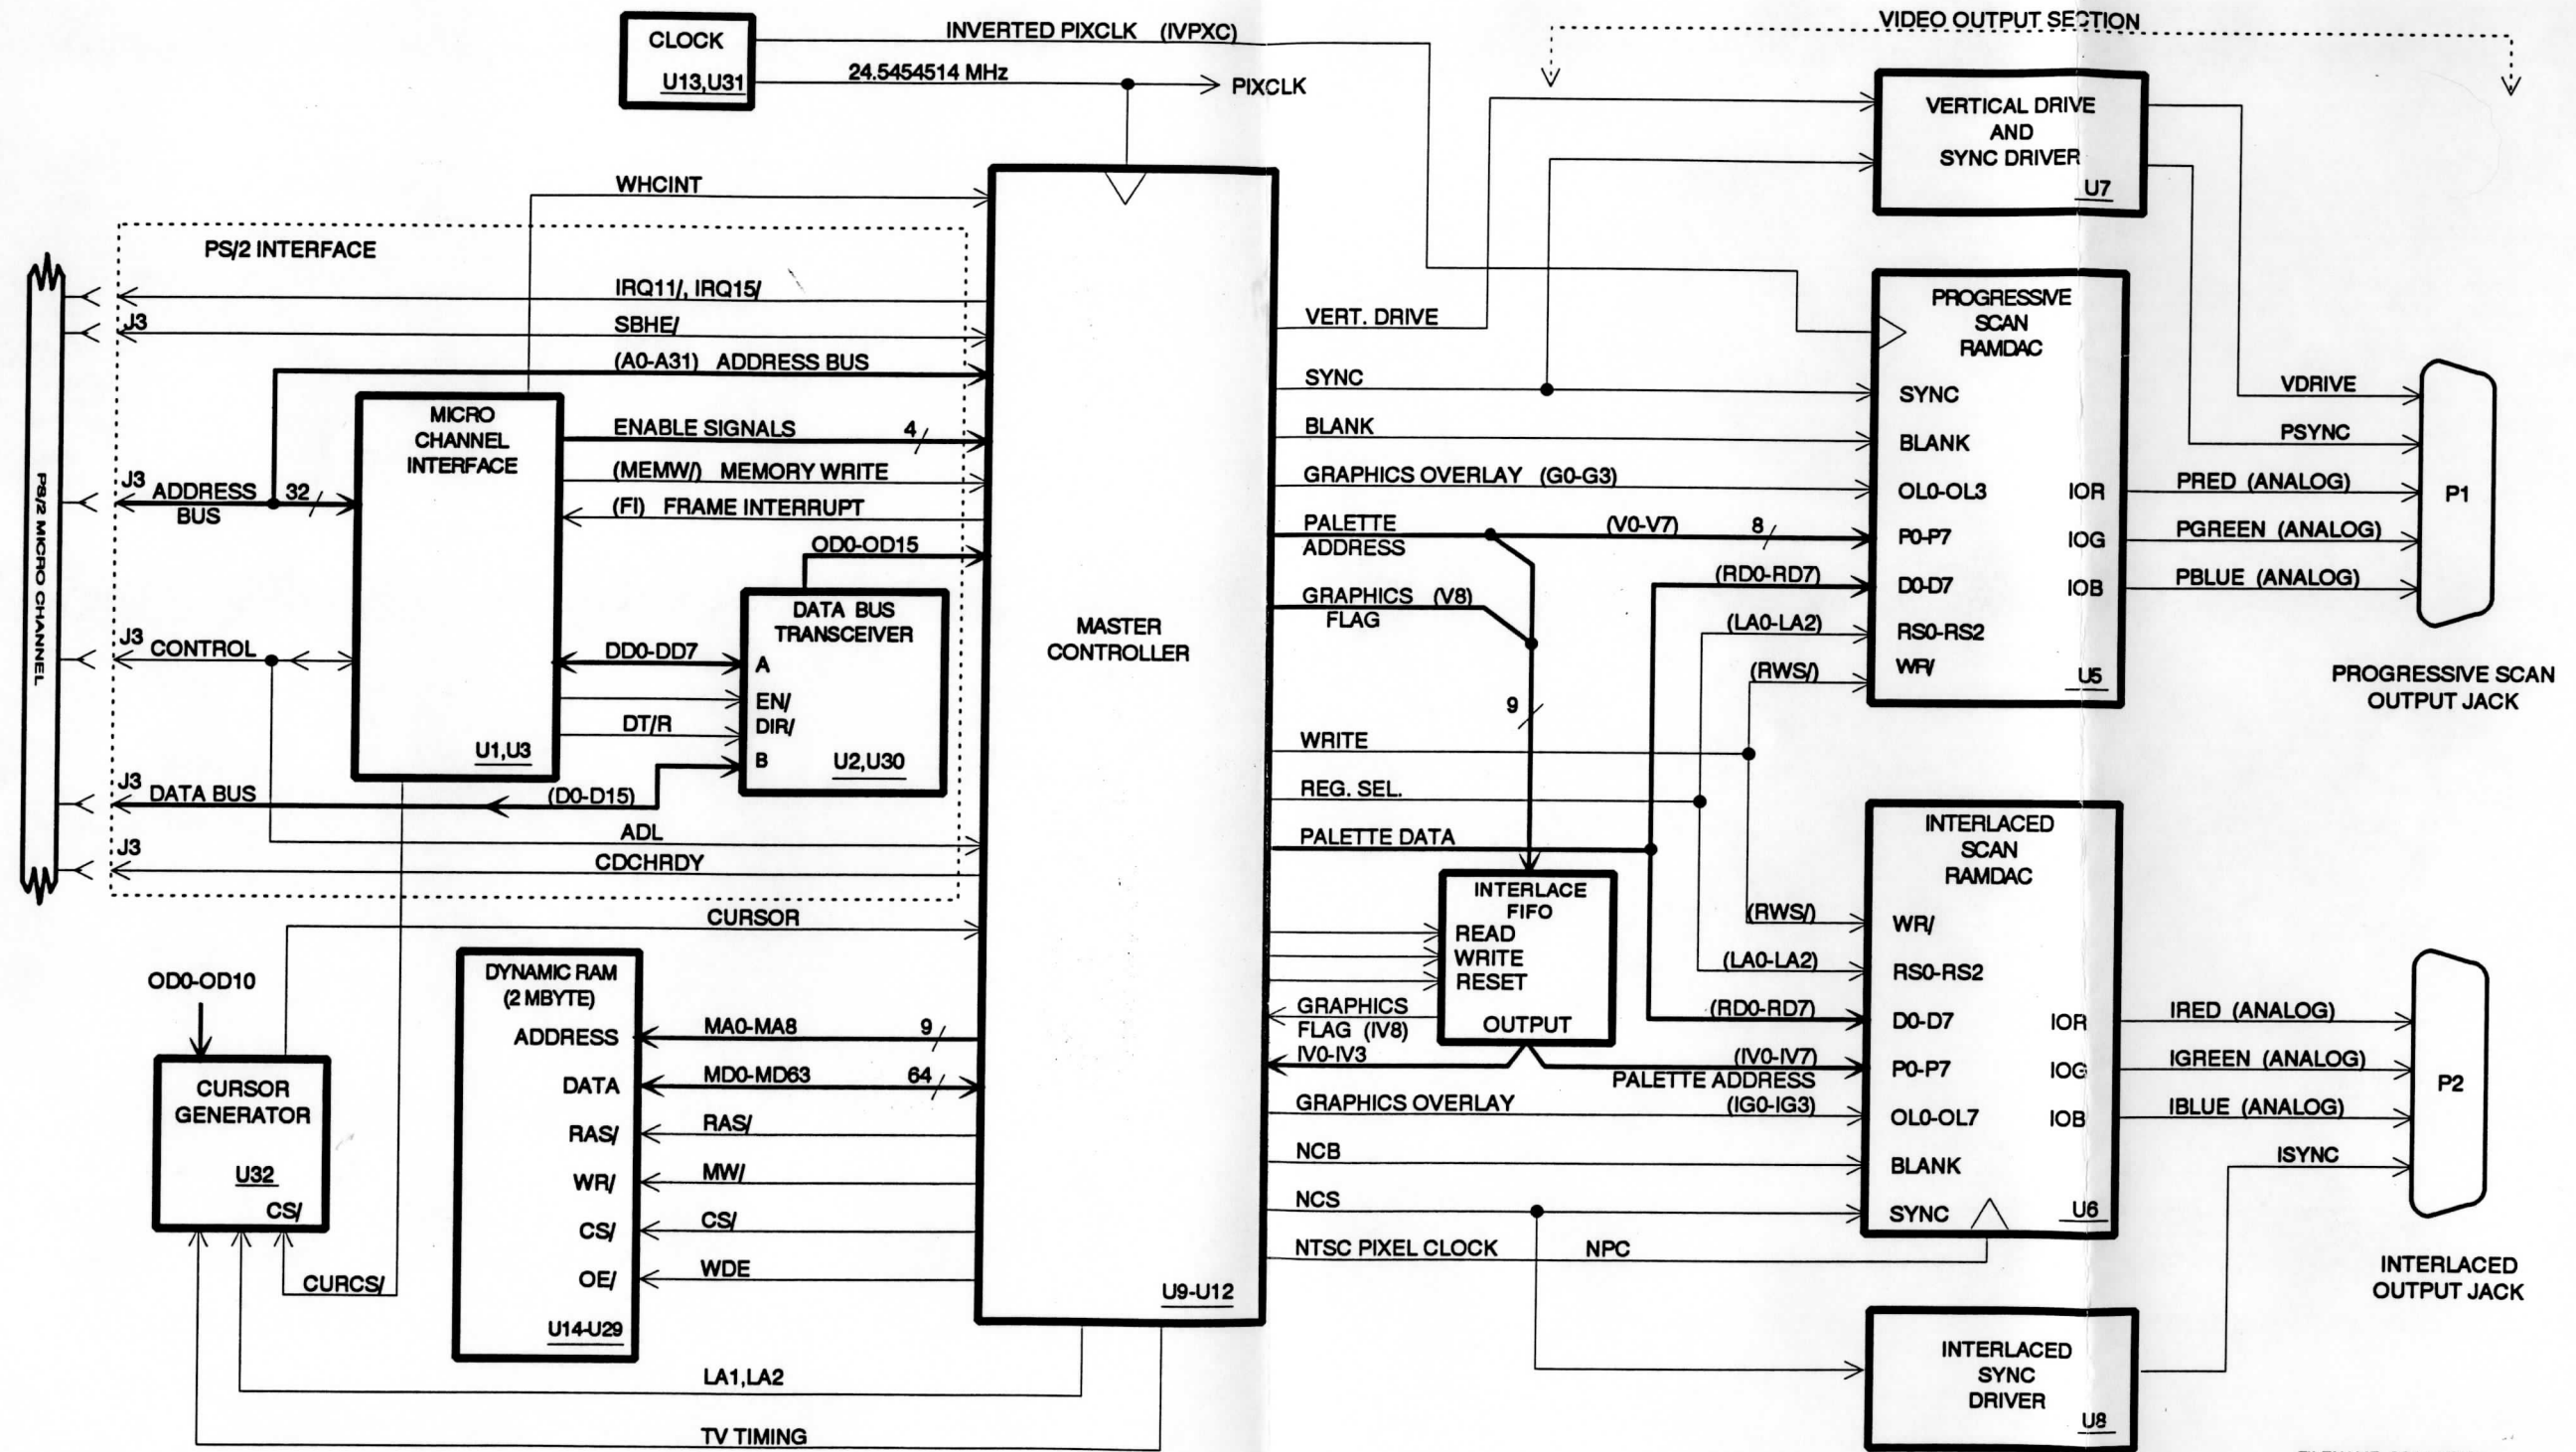 CLOCK
U13,U31
INVERTED PIXCLK (IVPXC)
24.5454514 MHz
PIXCLK
VIDEO OUTPUT SECTION
VERTICAL DRIVE
AND
SYNC DRIVER
U7
WHCINT
PS/2 INTERFACE
PS/2 MICRO CHANNEL
IRQ11/, IRQ15/
J3
SBHE/
(A0-A31) ADDRESS BUS
MICRO
CHANNEL
INTERFACE
U1,U3
ENABLE SIGNALS
4
(MEMW/) MEMORY WRITE
(FI) FRAME INTERRUPT
OD0-OD15
J3
ADDRESS
BUS
32
DATA BUS
TRANSCEIVER
A
EN/
DIR/
B
U2,U30
DD0-DD7
DT/R
J3
CONTROL
J3
DATA BUS
(D0-D15)
ADL
J3
CDCHRDY
CURSOR
OD0-OD10
CURSOR
GENERATOR
U32
CS/
CURCS/
DYNAMIC RAM
(2 MBYTE)
ADDRESS
DATA
RAS/
WR/
CS/
OE/
U14-U29
MA0-MA8
9
MD0-MD63
64
RAS/
MW/
CS/
WDE
LA1,LA2
TV TIMING
MASTER
CONTROLLER
U9-U12
VERT. DRIVE
SYNC
BLANK
GRAPHICS OVERLAY (G0-G3)
PALETTE
ADDRESS
(V0-V7)
8
GRAPHICS (V8)
FLAG
(RD0-RD7)
(LA0-LA2)
(RWS/)
9
WRITE
REG. SEL.
PALETTE DATA
PROGRESSIVE
SCAN
RAMDAC
SYNC
BLANK
OL0-OL3
P0-P7
D0-D7
RS0-RS2
WR/
IOR
IOG
IOB
U5
VDRIVE
PSYNC
PRED (ANALOG)
PGREEN (ANALOG)
PBLUE (ANALOG)
P1
PROGRESSIVE SCAN
OUTPUT JACK
INTERLACE
FIFO
READ
WRITE
RESET
OUTPUT
GRAPHICS
FLAG (IV8)
IV0-IV3
(RWS/)
(LA0-LA2)
(RD0-RD7)
(IV0-IV7)
PALETTE ADDRESS
GRAPHICS OVERLAY
(IG0-IG3)
NCB
NCS
NTSC PIXEL CLOCK
NPC
INTERLACED
SCAN
RAMDAC
WR/
RS0-RS2
D0-D7
P0-P7
OL0-OL7
BLANK
SYNC
IOR
IOG
IOB
U6
IRED (ANALOG)
IGREEN (ANALOG)
IBLUE (ANALOG)
ISYNC
P2
INTERLACED
OUTPUT JACK
INTERLACED
SYNC
DRIVER
U8